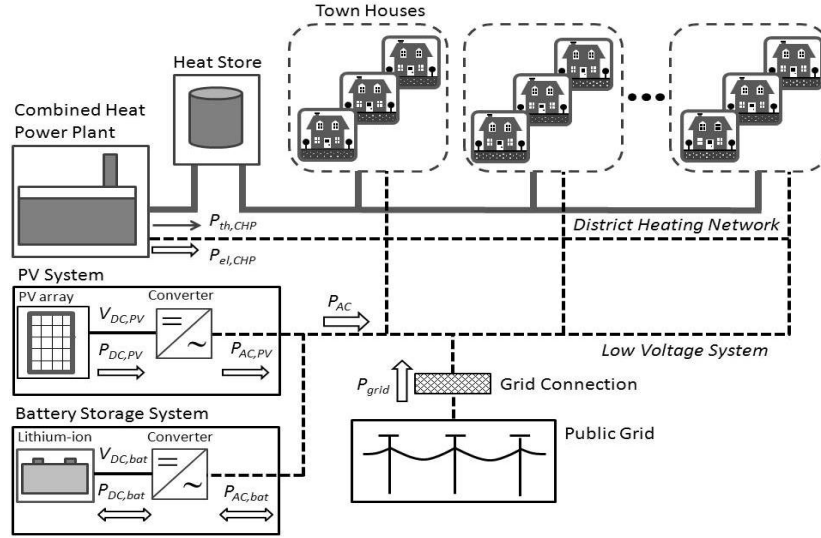 Town Houses
Heat Store
Combined Heat
Power Plant
P_th,CHP
District Heating Network
P_el,CHP
PV System
PV array
Converter
V_DC,PV
P_DC,PV
P_AC,PV
P_AC
Low Voltage System
P_grid
Grid Connection
Public Grid
Battery Storage System
Lithium-ion
Converter
V_DC,bat
P_DC,bat
P_AC,bat